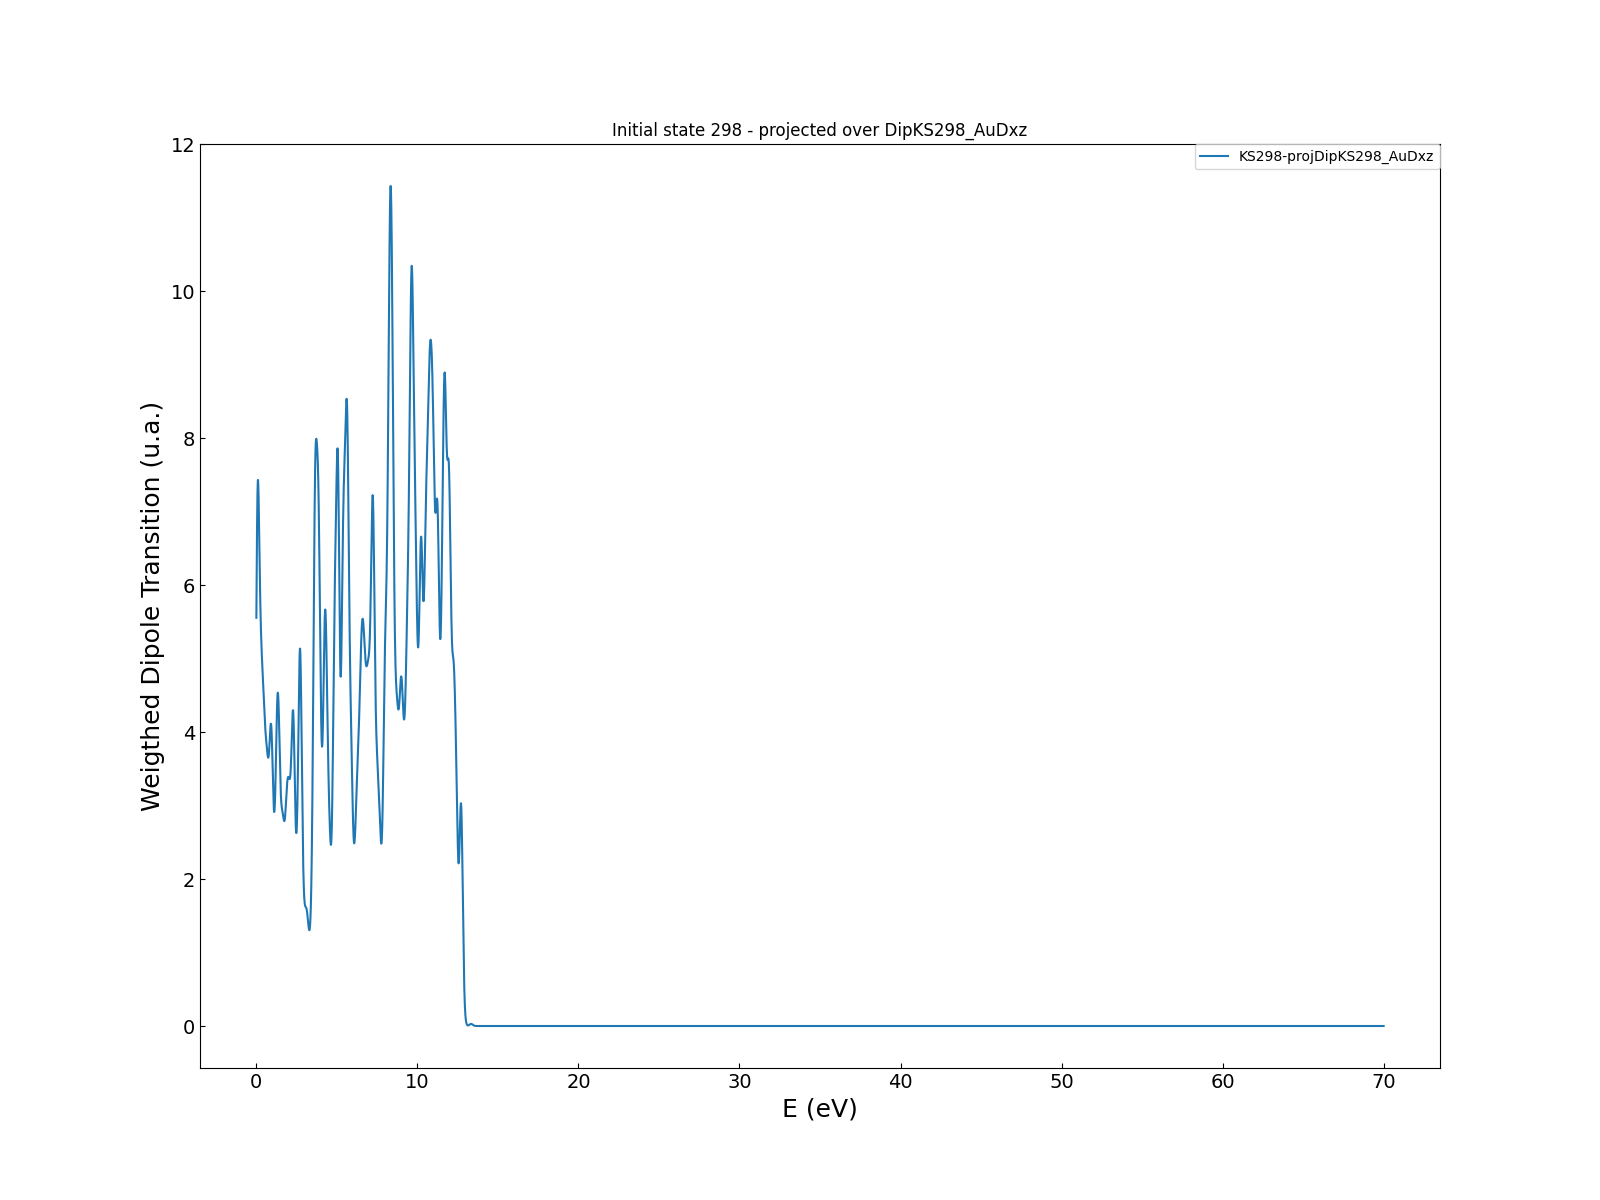 Initial state 298 - projected over DipKS298_AuDxz
KS298-projDipKS298_AuDxz
Weigthed Dipole Transition (u.a.)
12
10
8
6
4
2
0
0 10 20 30 40 50 60 70
E (eV)